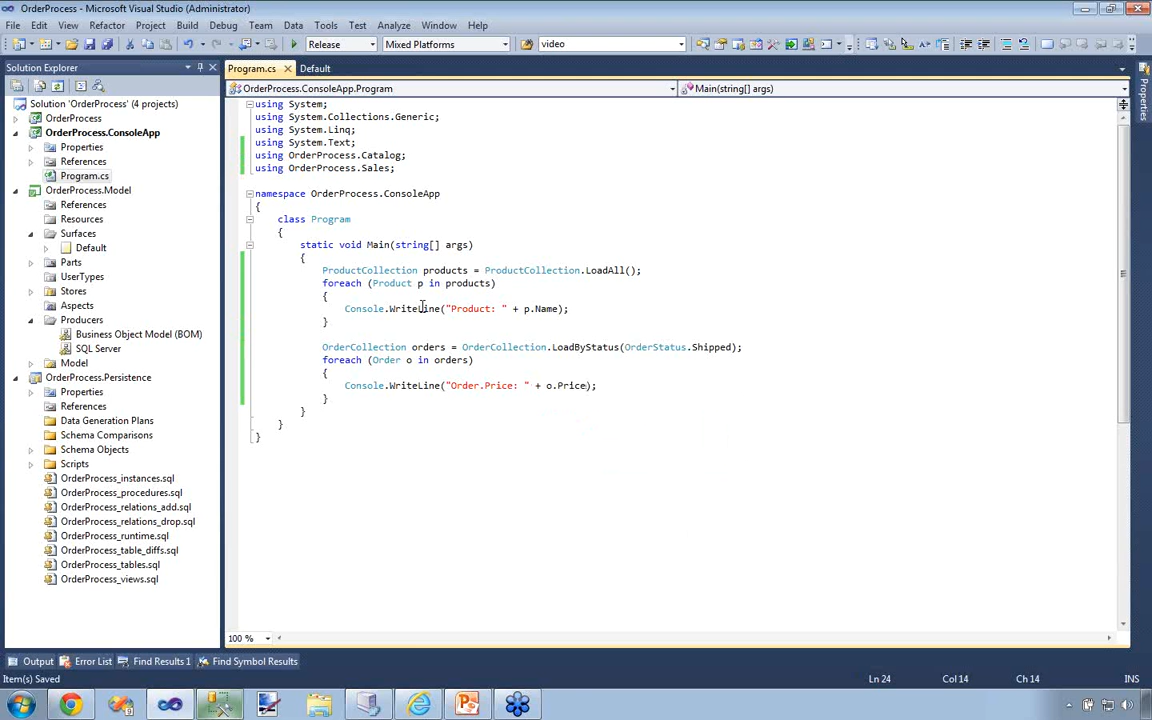 OrderProcess - Microsoft Visual Studio (Administrator)
File Edit View Refactor Project Build Debug Team Data Tools Test Analyze Window Help
Release Mixed Platforms video
Solution Explorer
Program.cs Default
OrderProcess.ConsoleApp.Program Main(string[] args)
Solution 'OrderProcess' (4 projects)
OrderProcess
OrderProcess.ConsoleApp
Properties
References
Program.cs
OrderProcess.Model
References
Resources
Surfaces
Default
Parts
UserTypes
Stores
Aspects
Producers
Business Object Model (BOM)
SQL Server
Model
OrderProcess.Persistence
Properties
References
Data Generation Plans
Schema Comparisons
Schema Objects
Scripts
OrderProcess_instances.sql
OrderProcess_procedures.sql
OrderProcess_relations_add.sql
OrderProcess_relations_drop.sql
OrderProcess_runtime.sql
OrderProcess_table_diffs.sql
OrderProcess_tables.sql
OrderProcess_views.sql
using System;
using System.Collections.Generic;
using System.Linq;
using System.Text;
using OrderProcess.Catalog;
using OrderProcess.Sales;
namespace OrderProcess.ConsoleApp
{
class Program
{
static void Main(string[] args)
{
ProductCollection products = ProductCollection.LoadAll();
foreach (Product p in products)
{
Console.WriteLine("Product: " + p.Name);
}
OrderCollection orders = OrderCollection.LoadByStatus(OrderStatus.Shipped);
foreach (Order o in orders)
{
Console.WriteLine("Order.Price: " + o.Price);
}
}
}
}
Properties
100 %
Output Error List Find Results 1 Find Symbol Results
Item(s) Saved Ln 24 Col 14 Ch 14 INS